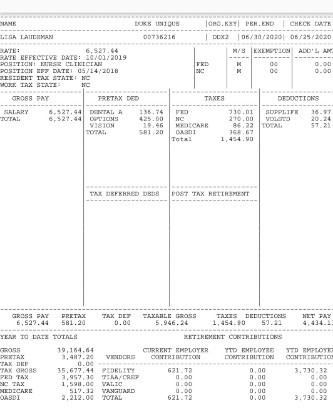 NAME DUKE UNIQUE |ORG.KEY| PER.END | CHECK DATE
LISA LAUDEMAN 00736216 | DDX2 |06/30/2020| 06/25/2020
RATE: 6,527.44 M/S EXEMPTION ADD'L AM
RATE EFFECTIVE DATE: 10/01/2019
POSITION: NURSE CLINICIAN FED M 00 0.00
POSITION EFF DATE: 05/14/2018 NC M 00 0.00
RESIDENT TAX STATE: NC
WORK TAX STATE: NC
GROSS PAY PRETAX DED TAXES DEDUCTIONS
SALARY 6,527.44 DENTAL A 136.74 FED 730.01 SUPPLIFE 36.97
TOTAL 6,527.44 OPTIONS 425.00 NC 270.00 VOLSTD 20.24
VISION 19.46 MEDICARE 86.22 TOTAL 57.21
TOTAL 581.20 OASDI 368.67
Total 1,454.90
TAX DEFERRED DEDS POST TAX RETIREMENT
GROSS PAY PRETAX TAX DEF TAXABLE GROSS TAXES DEDUCTIONS NET PAY
6,527.44 581.20 0.00 5,946.24 1,454.90 57.21 4,434.1
YEAR TO DATE TOTALS RETIREMENT CONTRIBUTIONS
GROSS 39,164.64 CURRENT EMPLOYER YTD EMPLOYEE YTD EMPLOYE
PRETAX 3,487.20 VENDORS CONTRIBUTION CONTRIBUTION CONTRIBUTIO
TAX DEF 0.00
TAX GROSS 35,677.44 FIDELITY 621.72 0.00 3,730.32
FED TAX 3,957.30 TIAA/CREF 0.00 0.00 0.00
NC TAX 1,598.00 VALIC 0.00 0.00 0.00
MEDICARE 517.32 VANGUARD 0.00 0.00 0.00
OASDI 2,212.00 TOTAL 621.72 0.00 3,730.32